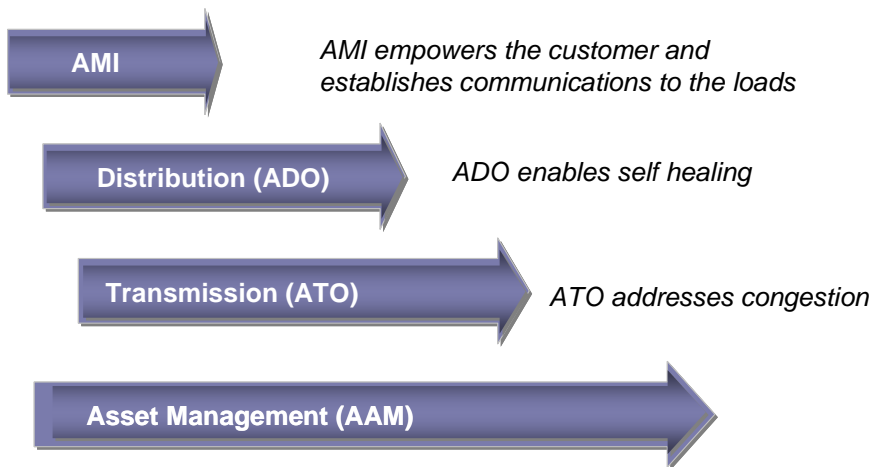 AMI
AMI empowers the customer and
establishes communications to the loads
Distribution (ADO)
ADO enables self healing
Transmission (ATO)
ATO addresses congestion
Asset Management (AAM)